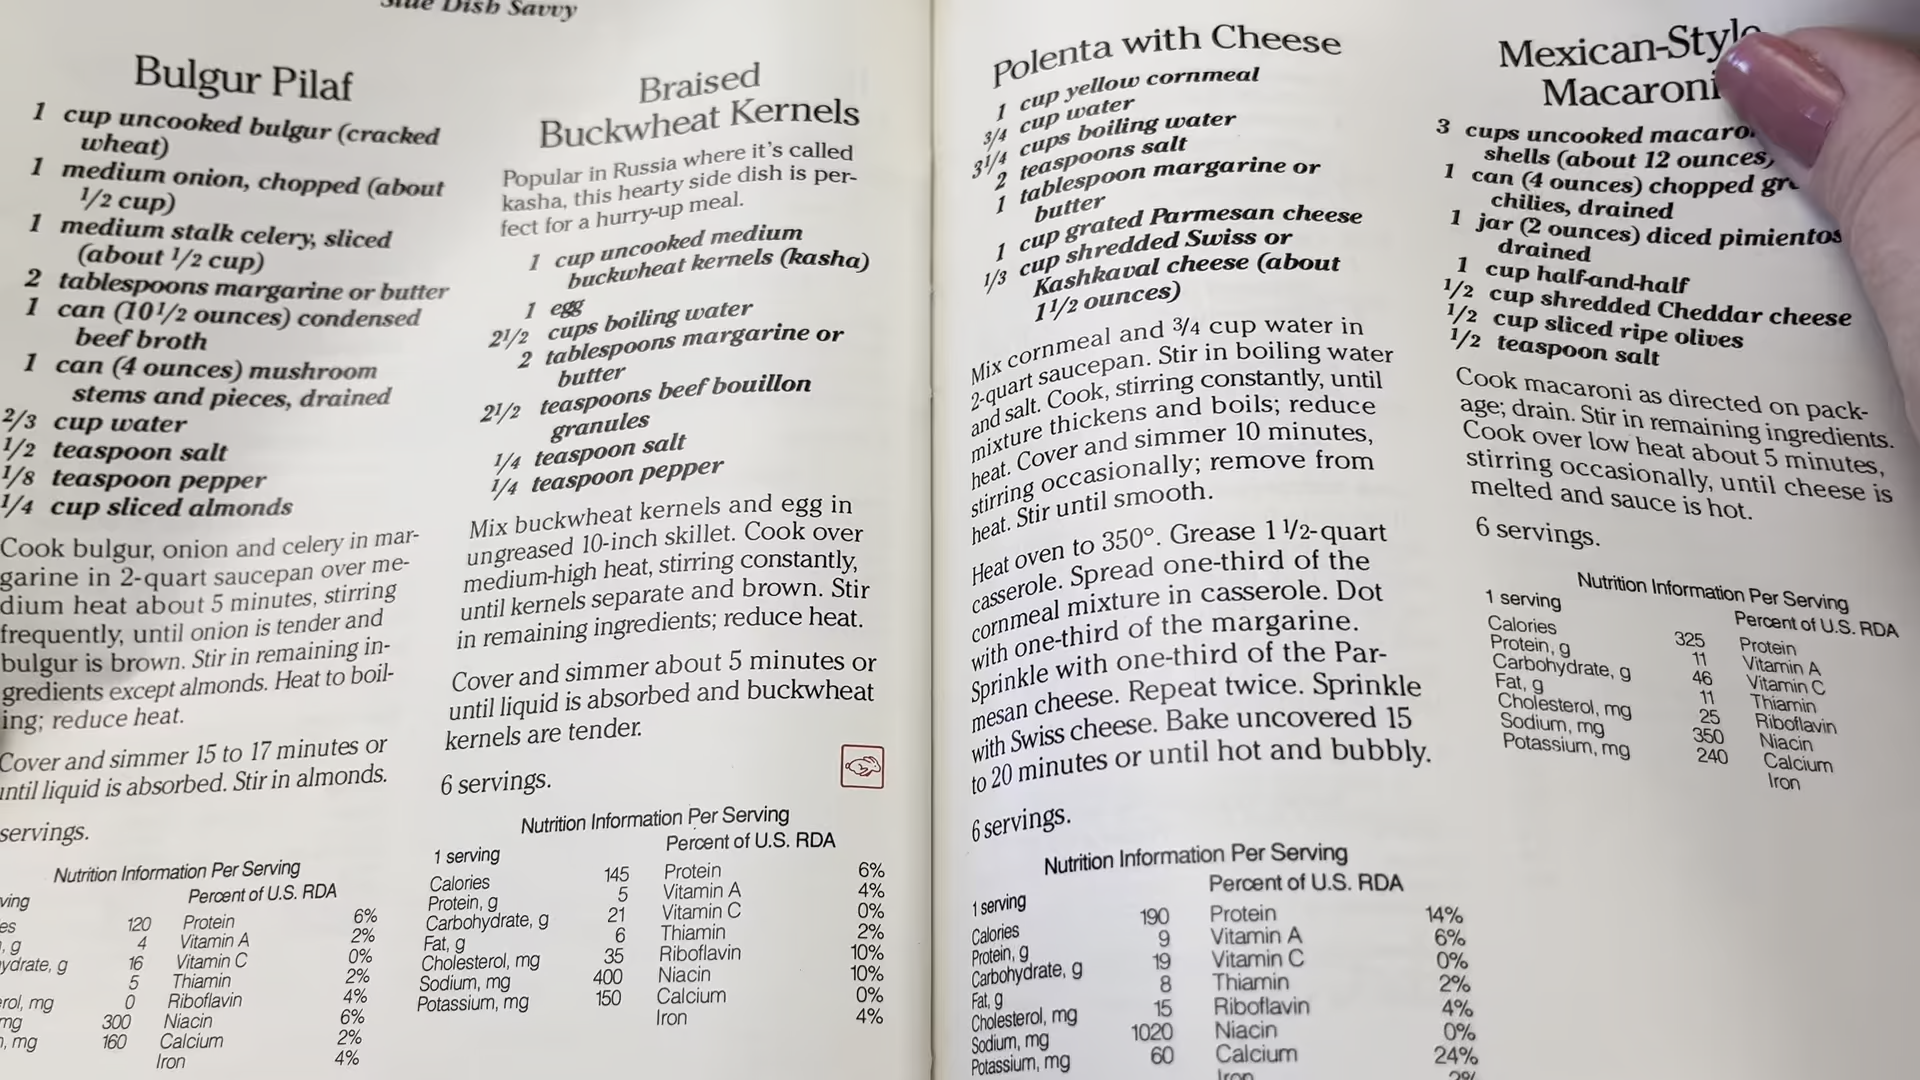 Side Dish Savvy
Bulgur Pilaf
1 cup uncooked bulgur (cracked
wheat)
1 medium onion, chopped (about
1/2 cup)
1 medium stalk celery, sliced
(about 1/2 cup)
2 tablespoons margarine or butter
1 can (10 1/2 ounces) condensed
beef broth
1 can (4 ounces) mushroom
stems and pieces, drained
2/3 cup water
1/2 teaspoon salt
1/8 teaspoon pepper
1/4 cup sliced almonds
Cook bulgur, onion and celery in mar-
garine in 2-quart saucepan over me-
dium heat about 5 minutes, stirring
frequently, until onion is tender and
bulgur is brown. Stir in remaining in-
gredients except almonds. Heat to boil-
ing; reduce heat.
Cover and simmer 15 to 17 minutes or
until liquid is absorbed. Stir in almonds.
servings.
Nutrition Information Per Serving
Percent of U.S. RDA
120 Protein 6%
g 4 Vitamin A 2%
g 16 Vitamin C 0%
5 Thiamin 2%
mg 0 Riboflavin 4%
mg 300 Niacin 6%
mg 160 Calcium 2%
Iron 4%
Braised
Buckwheat Kernels
Popular in Russia where it's called
kasha, this hearty side dish is per-
fect for a hurry-up meal.
1 cup uncooked medium
buckwheat kernels (kasha)
1 egg
2 1/2 cups boiling water
2 tablespoons margarine or
butter
2 1/2 teaspoons beef bouillon
granules
1/4 teaspoon salt
1/4 teaspoon pepper
Mix buckwheat kernels and egg in
ungreased 10-inch skillet. Cook over
medium-high heat, stirring constantly,
until kernels separate and brown. Stir
in remaining ingredients; reduce heat.
Cover and simmer about 5 minutes or
until liquid is absorbed and buckwheat
kernels are tender.
6 servings.
Nutrition Information Per Serving
1 serving Percent of U.S. RDA
Calories 145 Protein 6%
Protein, g 5 Vitamin A 4%
Carbohydrate, g 21 Vitamin C 0%
Fat, g 6 Thiamin 2%
Cholesterol, mg 35 Riboflavin 10%
Sodium, mg 400 Niacin 10%
Potassium, mg 150 Calcium 0%
Iron 4%
Polenta with Cheese
1 cup yellow cornmeal
3/4 cup water
3 1/4 cups boiling water
2 teaspoons salt
1 tablespoon margarine or
butter
1 cup grated Parmesan cheese
1/3 cup shredded Swiss or
Kashkaval cheese (about
1 1/2 ounces)
Mix cornmeal and 3/4 cup water in
2-quart saucepan. Stir in boiling water
and salt. Cook, stirring constantly, until
mixture thickens and boils; reduce
heat. Cover and simmer 10 minutes,
stirring occasionally; remove from
heat. Stir until smooth.
Heat oven to 350°. Grease 1 1/2-quart
casserole. Spread one-third of the
cornmeal mixture in casserole. Dot
with one-third of the margarine.
Sprinkle with one-third of the Par-
mesan cheese. Repeat twice. Sprinkle
with Swiss cheese. Bake uncovered 15
to 20 minutes or until hot and bubbly.
6 servings.
Nutrition Information Per Serving
1 serving Percent of U.S. RDA
Calories 190 Protein 14%
Protein, g 9 Vitamin A 6%
Carbohydrate, g 19 Vitamin C 0%
Fat, g 8 Thiamin 2%
Cholesterol, mg 15 Riboflavin 4%
Sodium, mg 1020 Niacin 0%
Potassium, mg 60 Calcium 24%
Iron
Mexican-Style
Macaroni
3 cups uncooked macaro
shells (about 12 ounces)
1 can (4 ounces) chopped
chilies, drained
1 jar (2 ounces) diced pimientos
drained
1 cup half-and-half
1/2 cup shredded Cheddar cheese
1/2 cup sliced ripe olives
1/2 teaspoon salt
Cook macaroni as directed on pack-
age; drain. Stir in remaining ingredients.
Cook over low heat about 5 minutes,
stirring occasionally, until cheese is
melted and sauce is hot.
6 servings.
Nutrition Information Per Serving
1 serving Percent of U.S. RDA
Calories 325 Protein
Protein, g 11 Vitamin A
Carbohydrate, g 46 Vitamin C
Fat, g 11 Thiamin
Cholesterol, mg 25 Riboflavin
Sodium, mg 350 Niacin
Potassium, mg 240 Calcium
Iron